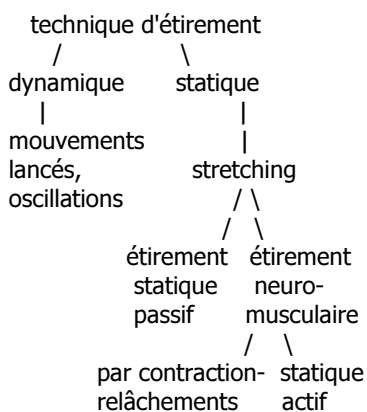 technique d'étirement
/ \
dynamique statique
| |
mouvements |
lancés, stretching
oscillations / \
/ \
étirement étirement
statique neuro-
passif musculaire
/ \
par contraction- statique
relâchements actif